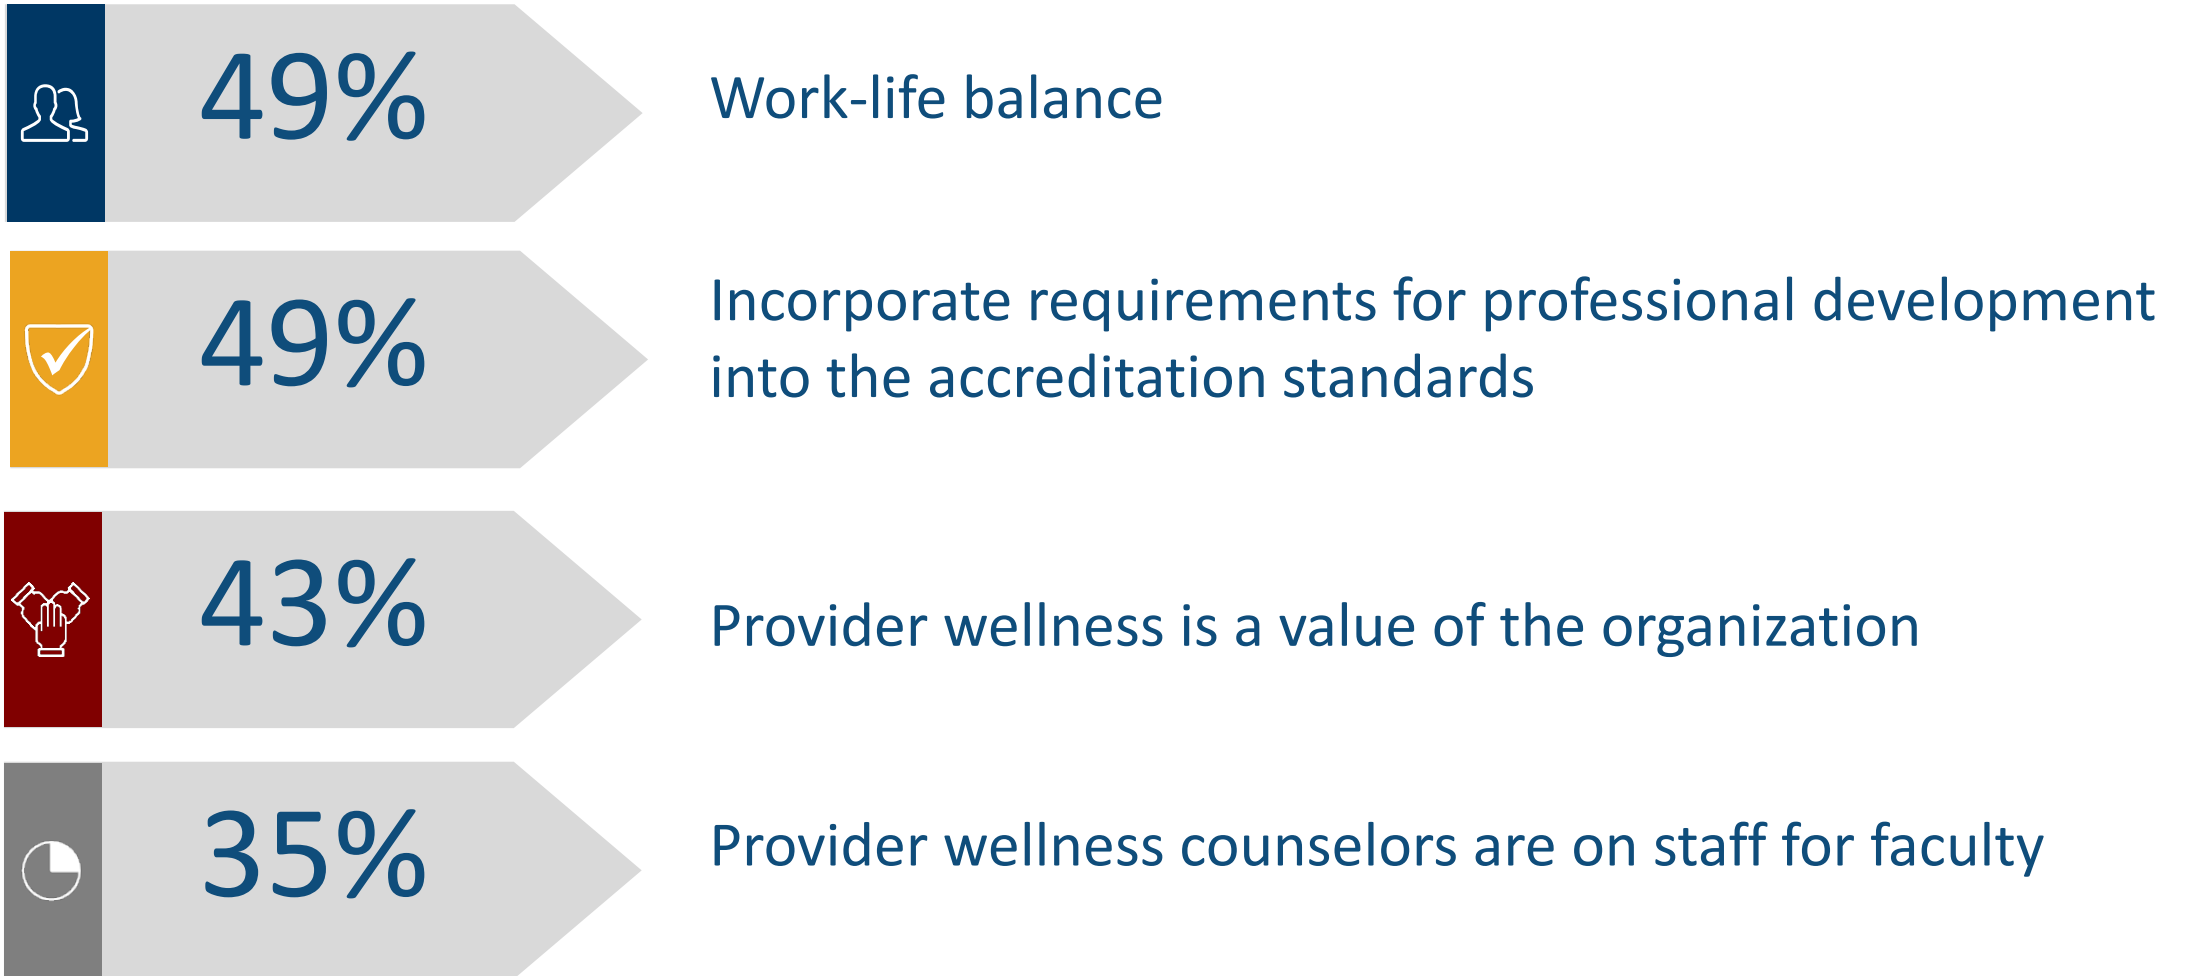 49%
Work-life balance
49%
Incorporate requirements for professional development
into the accreditation standards
43%
Provider wellness is a value of the organization
35%
Provider wellness counselors are on staff for faculty